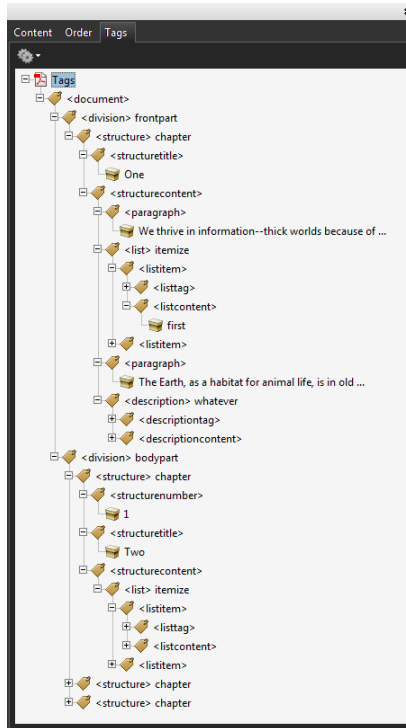 Content Order Tags
Tags
<document>
<division> frontpart
<structure> chapter
<structuretitle>
One
<structurecontent>
<paragraph>
We thrive in information--thick worlds because of ...
<list> itemize
<listitem>
<listtag>
<listcontent>
first
<listitem>
<paragraph>
The Earth, as a habitat for animal life, is in old ...
<description> whatever
<descriptiontag>
<descriptioncontent>
<division> bodypart
<structure> chapter
<structurenumber>
1
<structuretitle>
Two
<structurecontent>
<list> itemize
<listitem>
<listtag>
<listcontent>
<listitem>
<structure> chapter
<structure> chapter